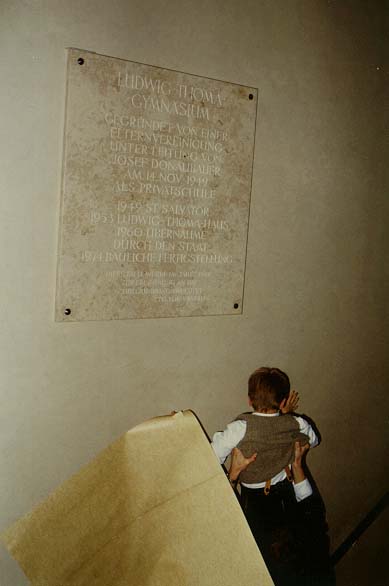 LUDWIG-THOMA-
GYMNASIUM
GEGRÜNDET VON EINER
ELTERNVEREINIGUNG
UNTER LEITUNG VON
JOSEF DONAUBAUER
AM 14. NOV. 1949
ALS PRIVATSCHULE
1949 ST. SALVATOR
1953 LUDWIG-THOMA-HAUS
1960 ÜBERNAHME
DURCH DEN STAAT
1974 BAULICHE FERTIGSTELLUNG